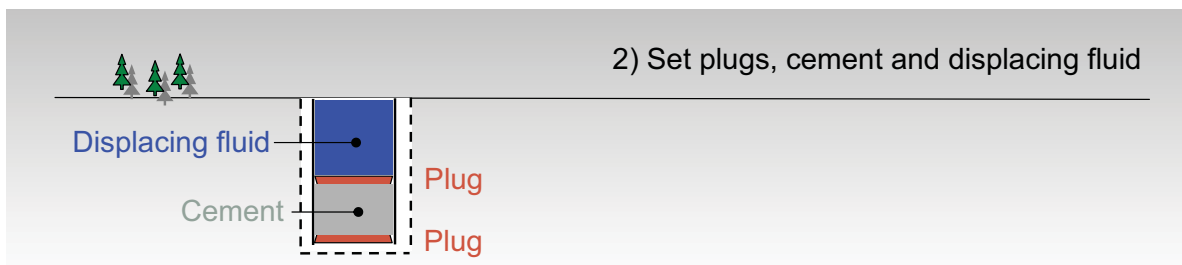 2) Set plugs, cement and displacing fluid
Displacing fluid
Plug
Cement
Plug